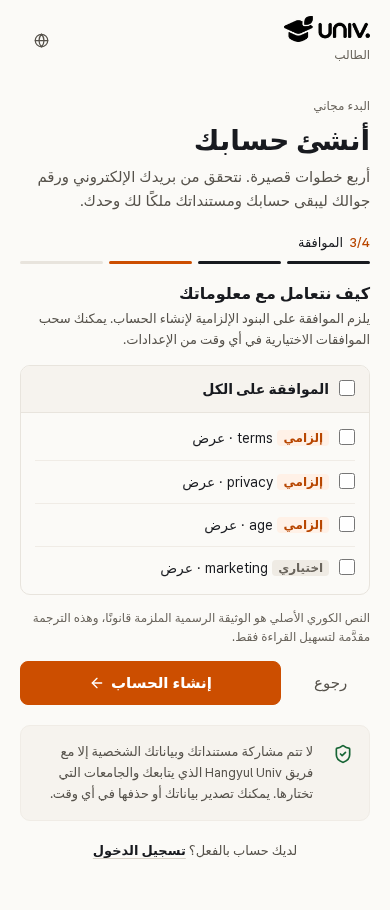 UNIV.
الطالب
البدء مجاني
أنشئ حسابك
أربع خطوات قصيرة. نتحقق من بريدك الإلكتروني ورقم
جوالك ليبقى حسابك ومستنداتك ملكًا لك وحدك.
3/4 الموافقة
كيف نتعامل مع معلوماتك
يلزم الموافقة على البنود الإلزامية لإنشاء الحساب. يمكنك سحب
الموافقات الاختيارية في أي وقت من الإعدادات.
الموافقة على الكل
إلزامي terms · عرض
إلزامي privacy · عرض
إلزامي age · عرض
اختياري marketing · عرض
النص الكوري الأصلي هو الوثيقة الرسمية الملزمة قانونًا، وهذه الترجمة
مقدَّمة لتسهيل القراءة فقط.
رجوع
إنشاء الحساب ←
لا تتم مشاركة مستنداتك وبياناتك الشخصية إلا مع
فريق Hangyul Univ الذي يتابعك والجامعات التي
تختارها. يمكنك تصدير بياناتك أو حذفها في أي وقت.
لديك حساب بالفعل؟ تسجيل الدخول